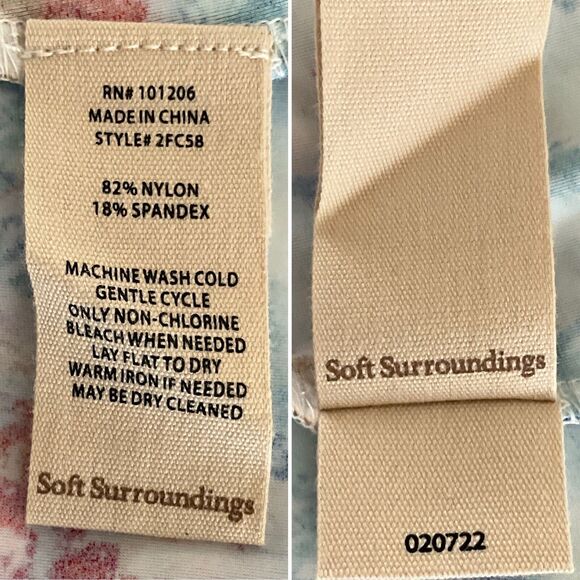 RN# 101206
MADE IN CHINA
STYLE# 2FC58
82% NYLON
18% SPANDEX
MACHINE WASH COLD
GENTLE CYCLE
ONLY NON-CHLORINE
BLEACH WHEN NEEDED
LAY FLAT TO DRY
WARM IRON IF NEEDED
MAY BE DRY CLEANED
Soft Surroundings
Soft Surroundings
020722